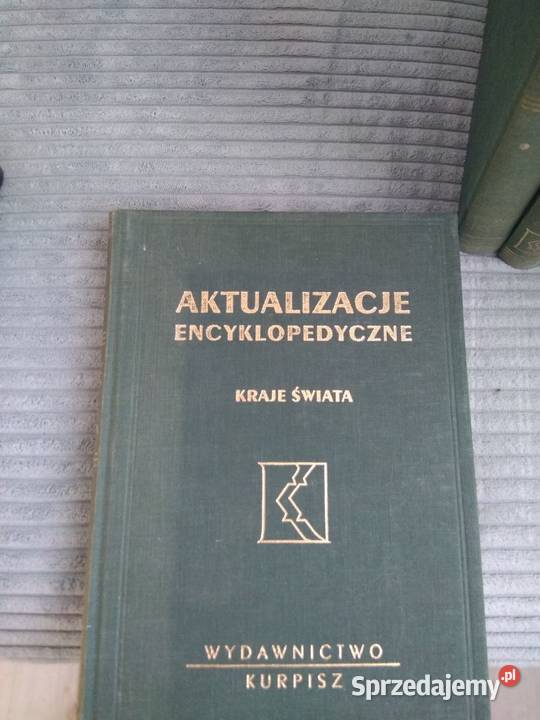 AKTUALIZACJE
ENCYKLOPEDYCZNE
KRAJE ŚWIATA
WYDAWNICTWO
KURPISZ
Sprzedajemy.pl